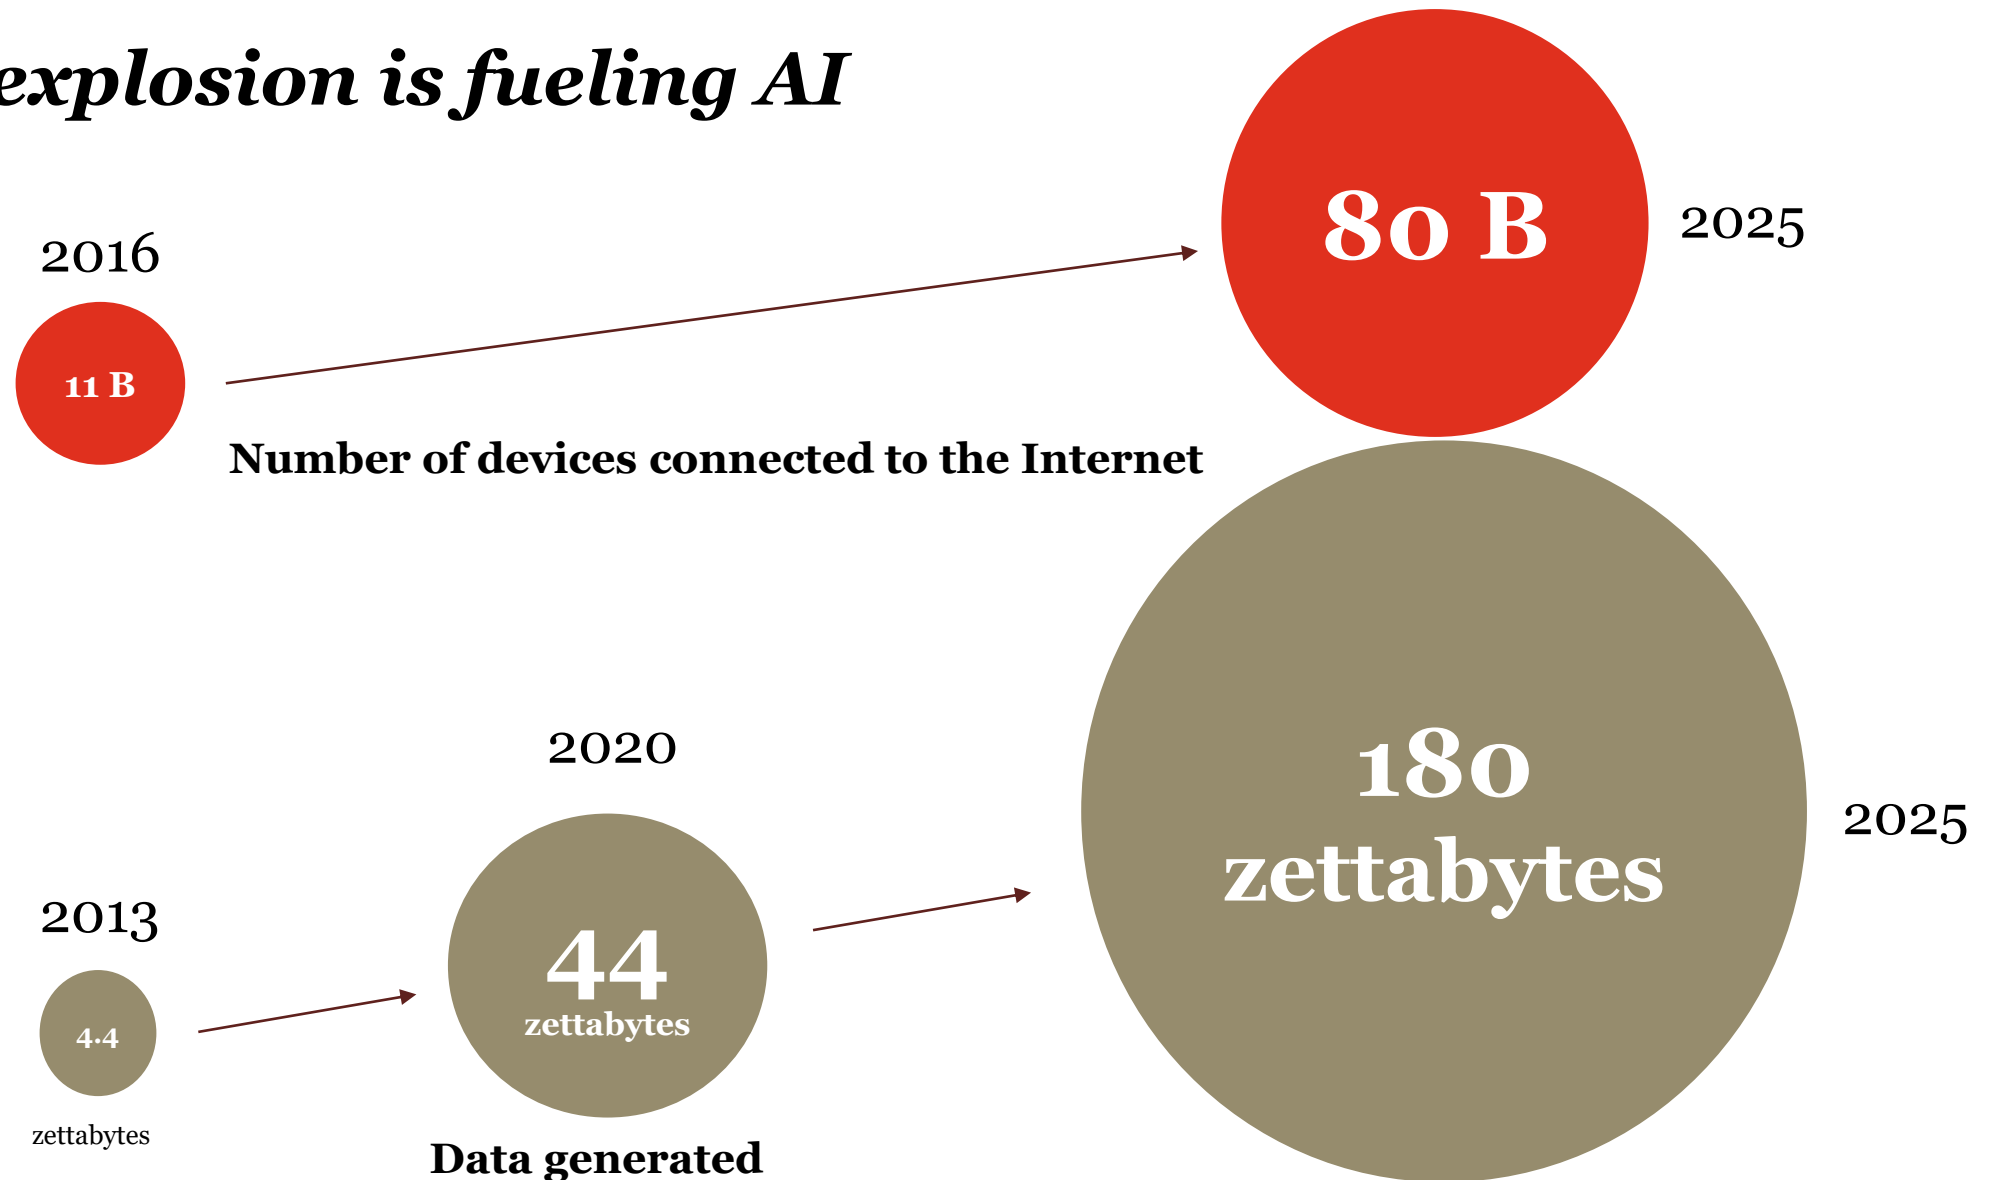 explosion is fueling AI
2016
11 B
80 B
2025
Number of devices connected to the Internet
2013
4.4
zettabytes
2020
44
zettabytes
Data generated
180
zettabytes
2025